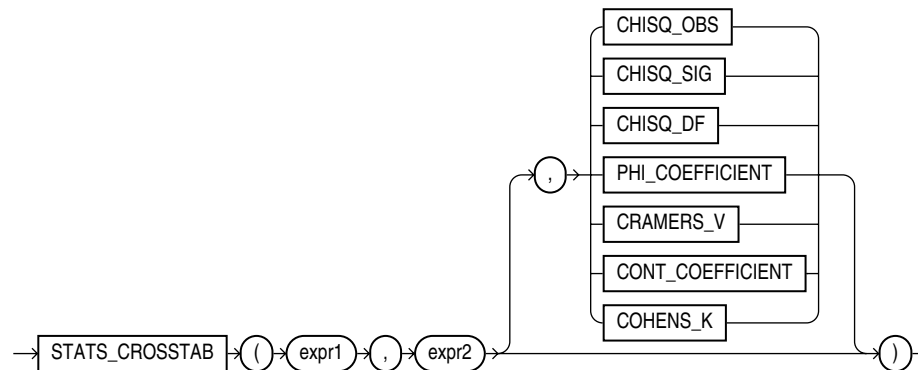 CHISQ_OBS
CHISQ_SIG
CHISQ_DF
, PHI_COEFFICIENT
CRAMERS_V
CONT_COEFFICIENT
COHENS_K
STATS_CROSSTAB ( expr1 , expr2 )